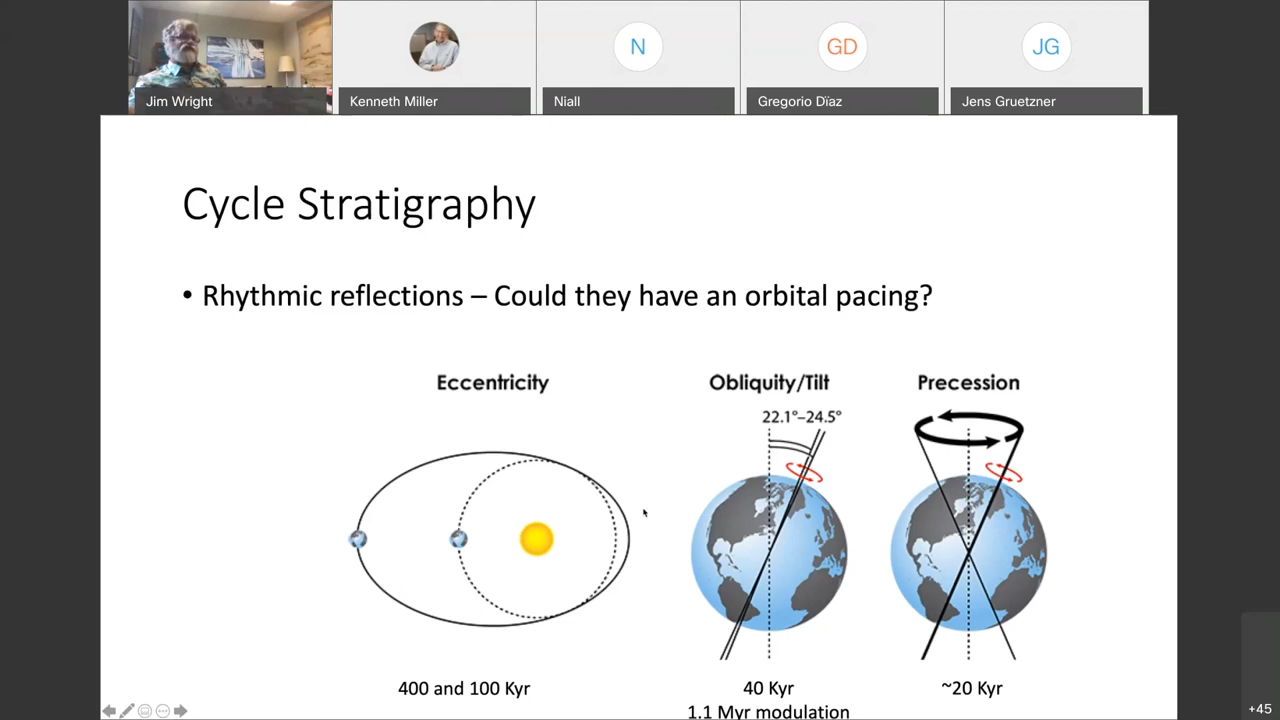 N
GD
JG
Jim Wright
Kenneth Miller
Niall
Gregorio Dïaz
Jens Gruetzner
Cycle Stratigraphy
• Rhythmic reflections – Could they have an orbital pacing?
Eccentricity
Obliquity/Tilt
Precession
22.1°–24.5°
400 and 100 Kyr
40 Kyr
~20 Kyr
1.1 Myr modulation
+45